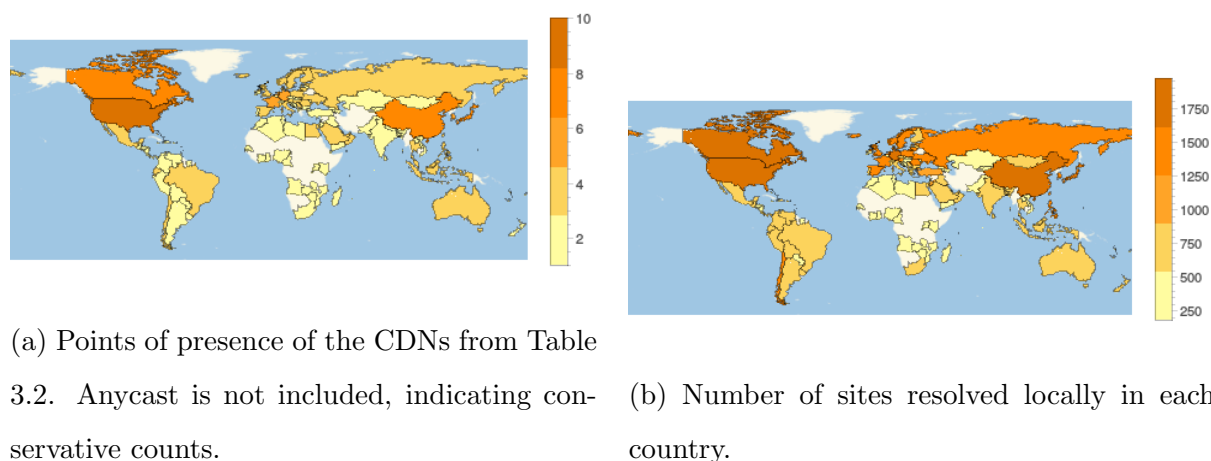 10
8
6
4
2
1750
1500
1250
1000
750
500
250
(a) Points of presence of the CDNs from Table
3.2. Anycast is not included, indicating con-
servative counts.
(b) Number of sites resolved locally in each
country.